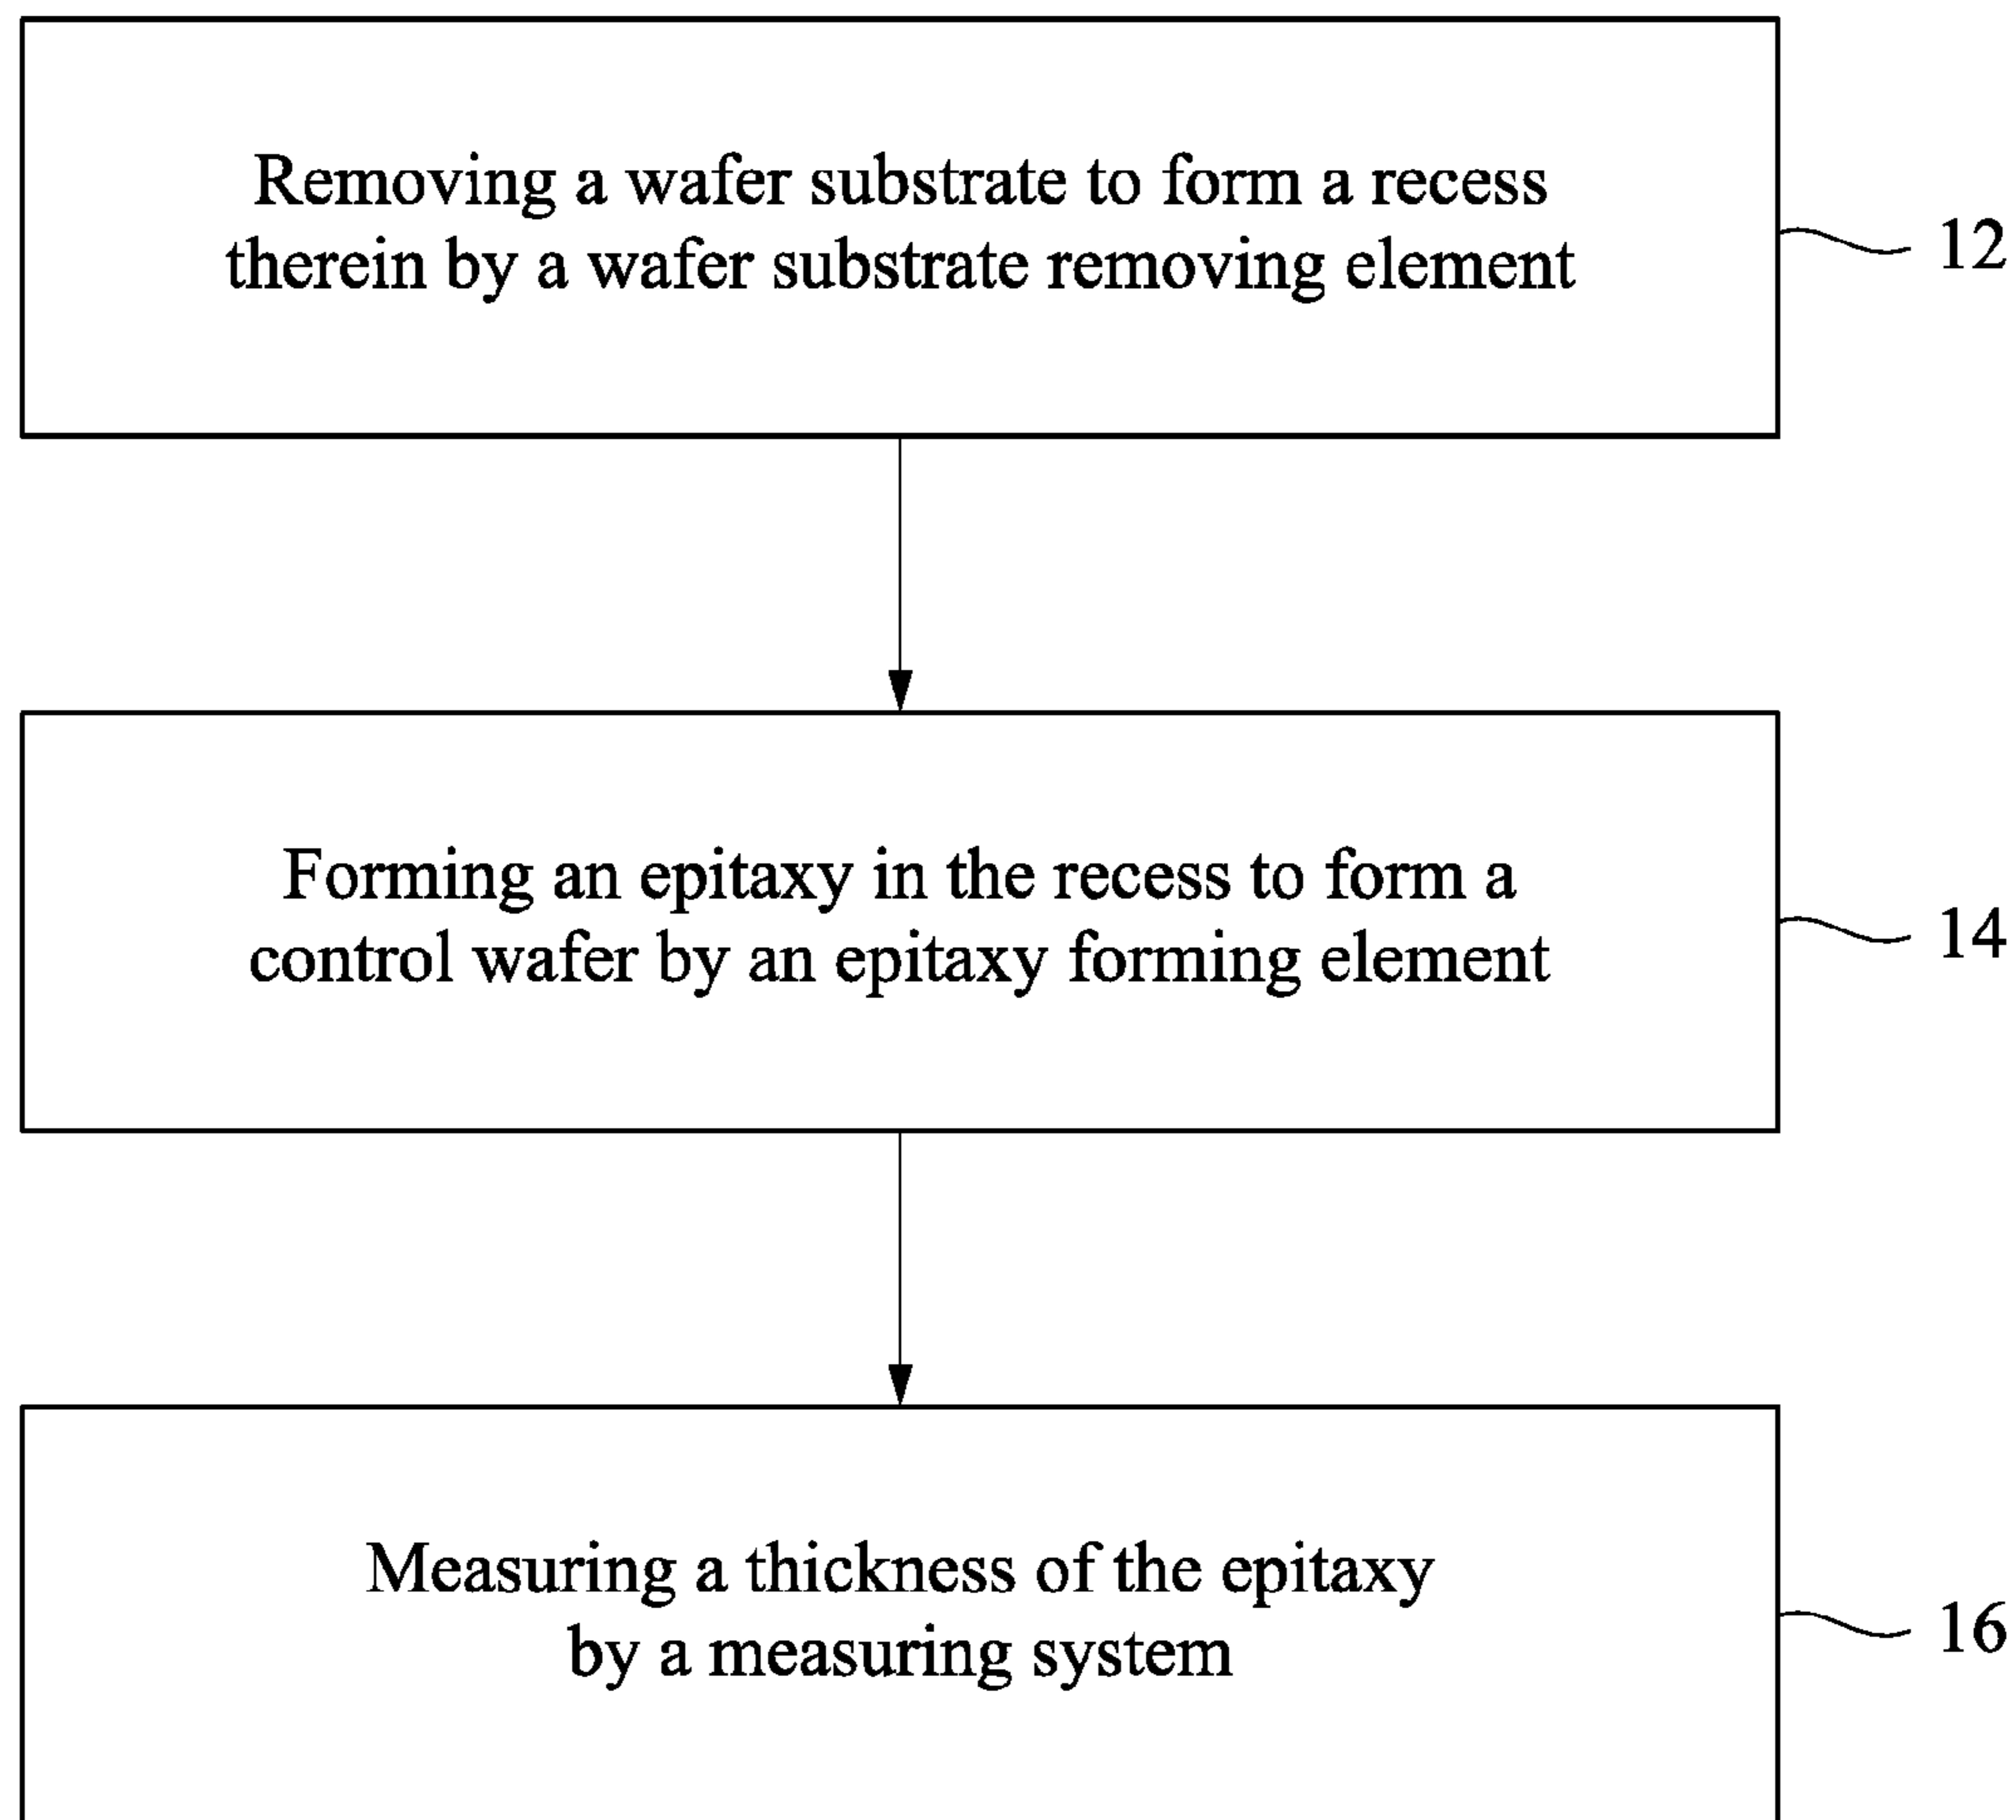 Removing a wafer substrate to form a recess
therein by a wafer substrate removing element
12
Forming an epitaxy in the recess to form a
control wafer by an epitaxy forming element
14
Measuring a thickness of the epitaxy
by a measuring system
16